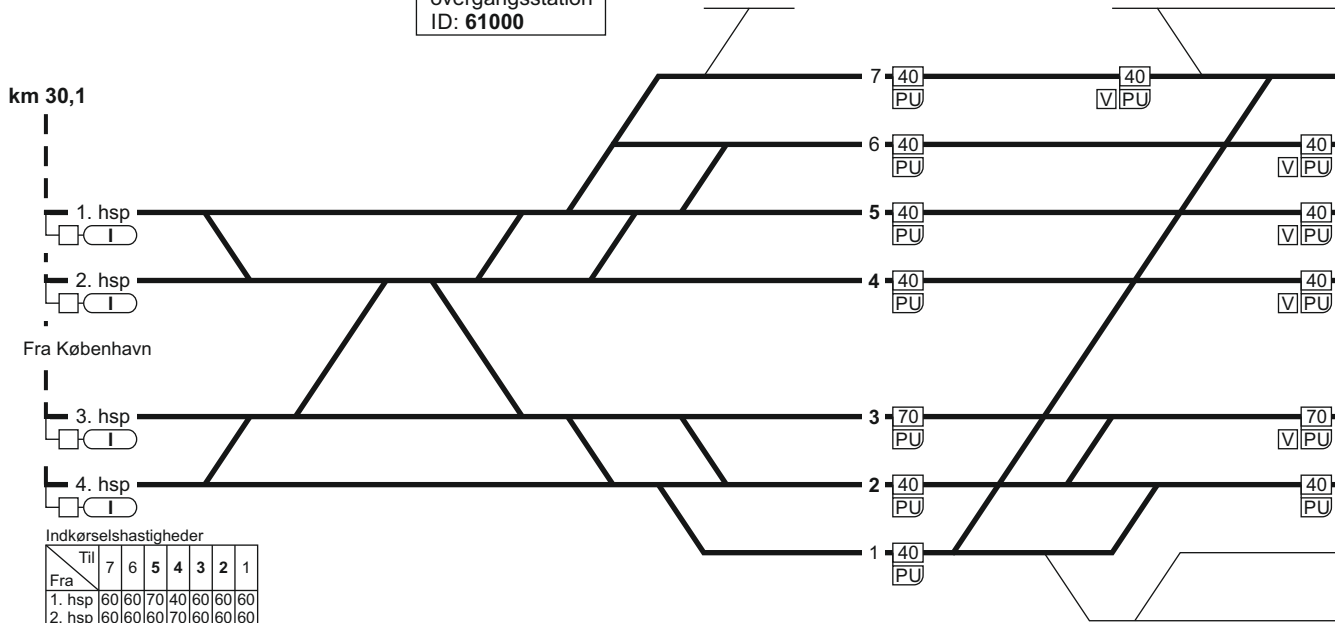 overgangsstation
ID: 61000
km 30,1
7 40 40
PU V PU
6 40 40
PU V PU
1. hsp 5 40 40
I PU V PU
2. hsp 4 40 40
I PU V PU
Fra København
3. hsp 3 70 70
I PU V PU
4. hsp 2 40 40
I PU PU
1 40
PU
Indkørselshastigheder
Til 7 6 5 4 3 2 1
Fra
1. hsp 60 60 70 40 60 60 60
2. hsp 60 60 60 70 60 60 60